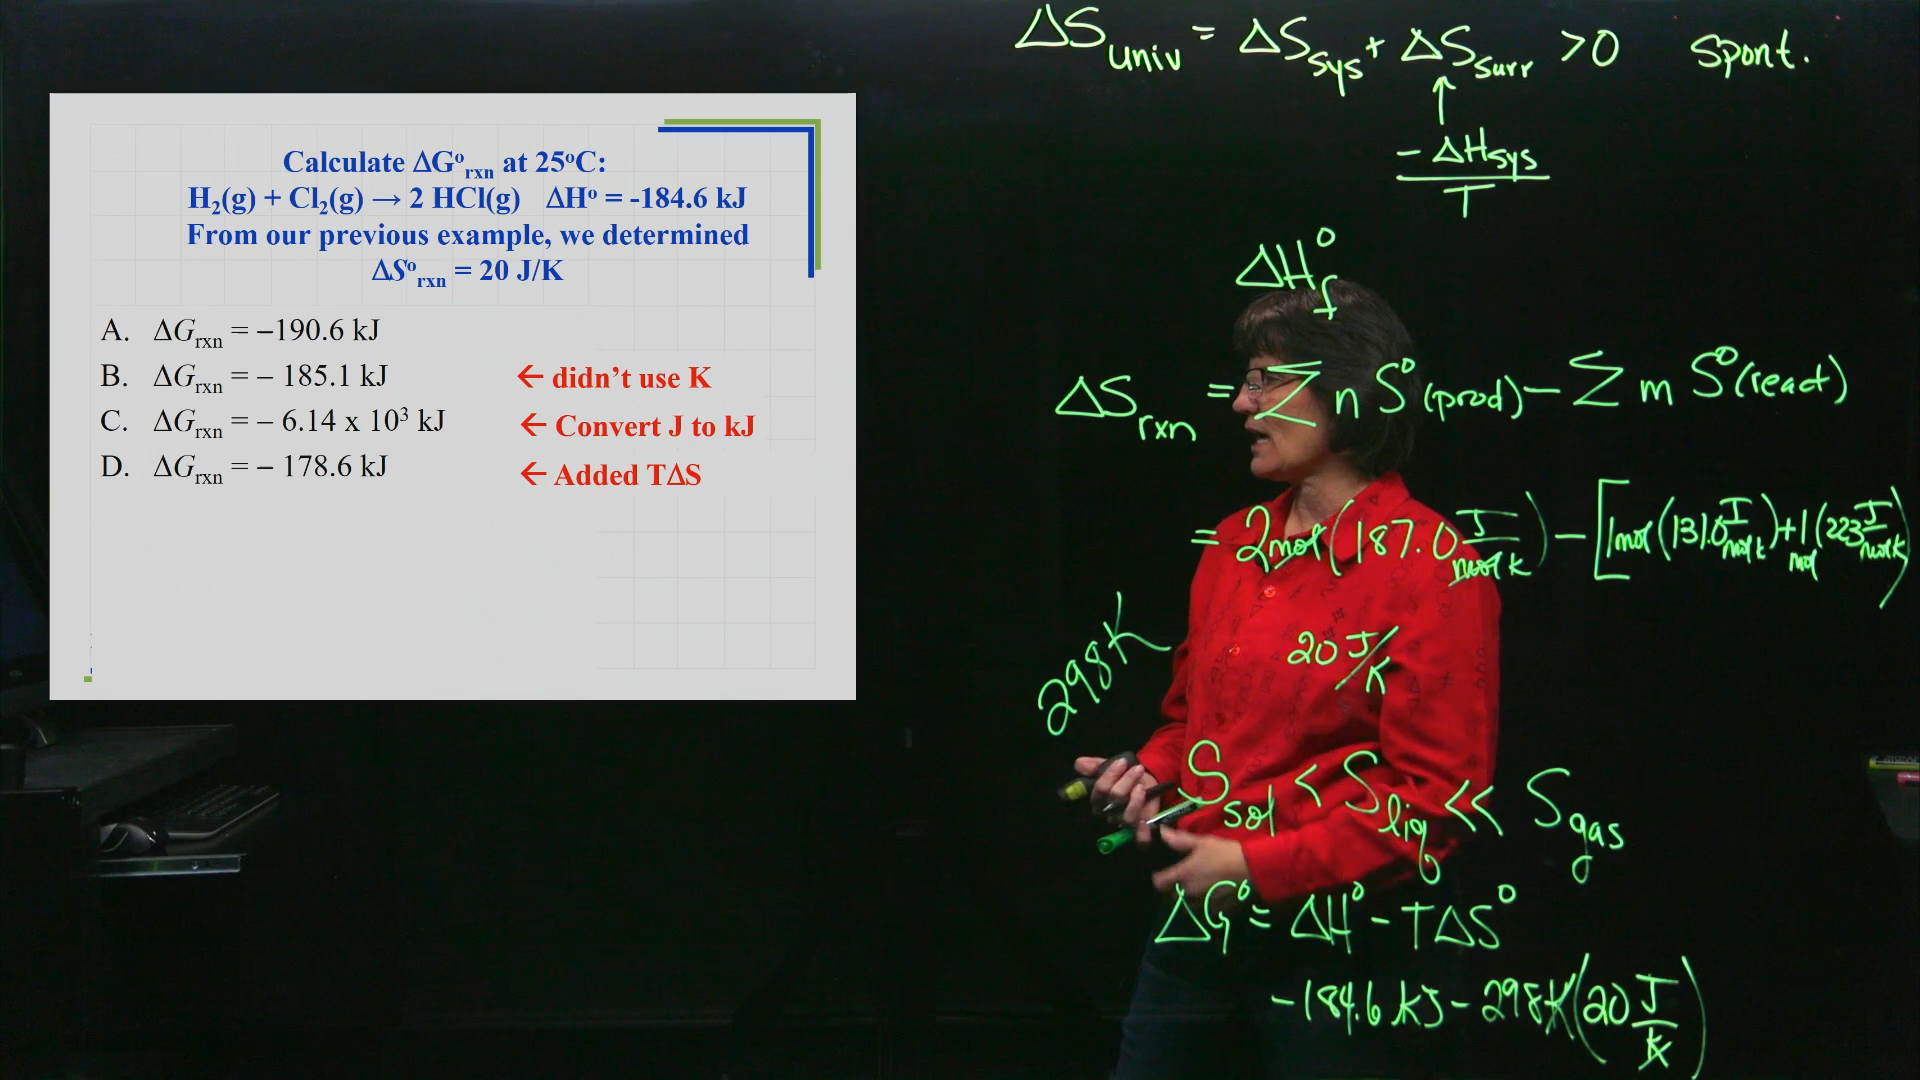 Calculate ΔG°rxn at 25°C:
H₂(g) + Cl₂(g) → 2 HCl(g) ΔH° = -184.6 kJ
From our previous example, we determined
ΔS°rxn = 20 J/K
A. ΔGrxn = –190.6 kJ
B. ΔGrxn = – 185.1 kJ ← didn't use K
C. ΔGrxn = – 6.14 x 10³ kJ ← Convert J to kJ
D. ΔGrxn = – 178.6 kJ ← Added TΔS
ΔSuniv = ΔSsys + ΔSsurr >0 Spont.
↑
- ΔHsys
T
ΔHf°
ΔSrxn = Σ n S°(prod) - Σ m S°(react)
= 2mol(187.0 J/mol K) - [1mol(131.0 J/mol K)+1mol(223 J/mol K)
298K
20 J/K
Ssol < Sliq << Sgas
ΔG° = ΔH° - TΔS°
-184.6 kJ - 298K(20 J/K)